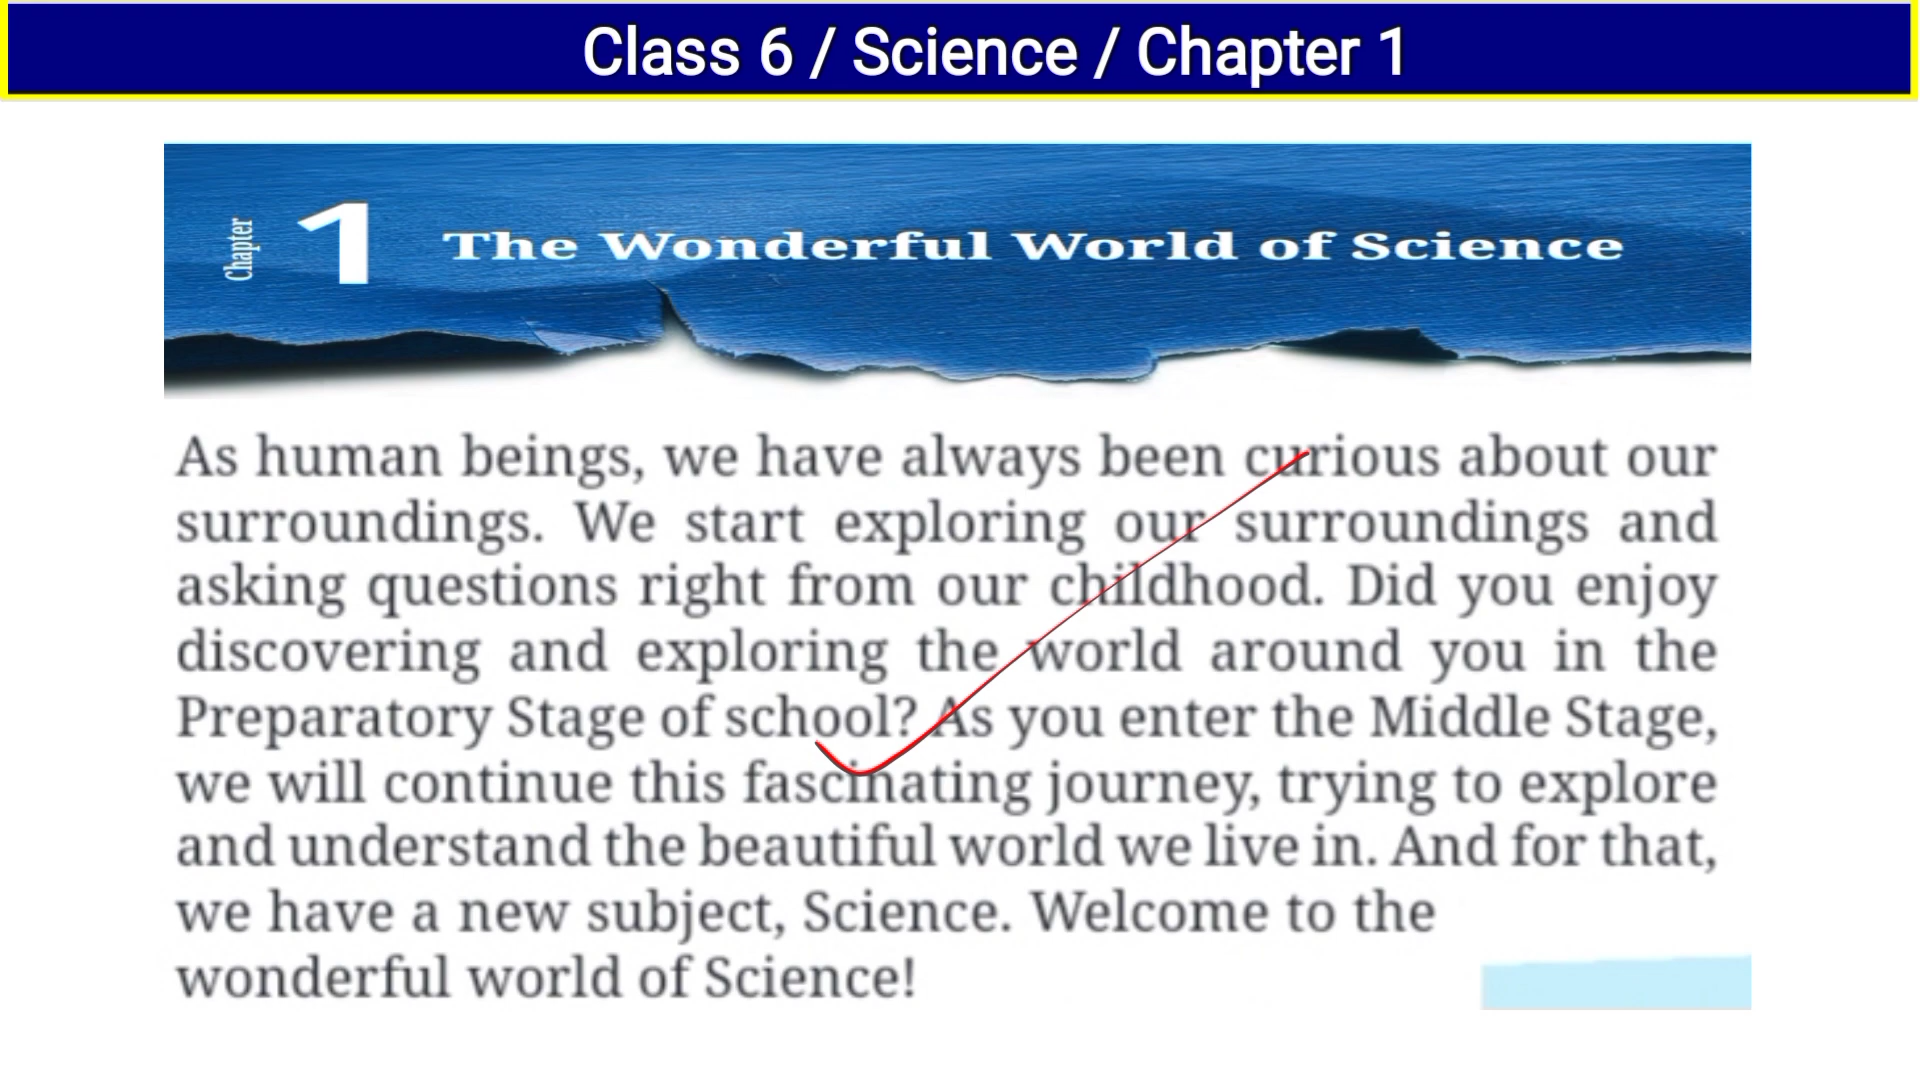 Class 6 / Science / Chapter 1
Chapter
1
The Wonderful World of Science
As human beings, we have always been curious about our
surroundings. We start exploring our surroundings and
asking questions right from our childhood. Did you enjoy
discovering and exploring the world around you in the
Preparatory Stage of school? As you enter the Middle Stage,
we will continue this fascinating journey, trying to explore
and understand the beautiful world we live in. And for that,
we have a new subject, Science. Welcome to the
wonderful world of Science!